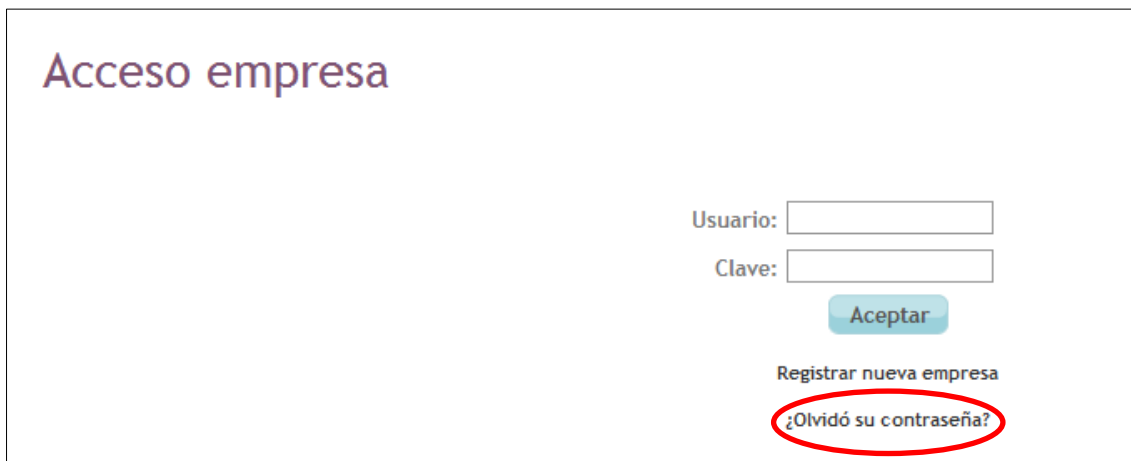 Acceso empresa
Usuario:
Clave:
Aceptar
Registrar nueva empresa
¿Olvidó su contraseña?